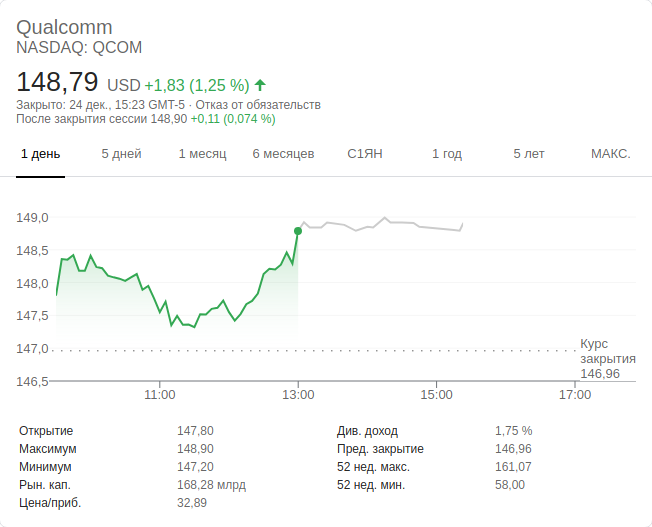 Qualcomm
NASDAQ: QCOM
148,79 USD +1,83 (1,25 %)
Закрыто: 24 дек., 15:23 GMT-5 · Отказ от обязательств
После закрытия сессии 148,90 +0,11 (0,074 %)
1 день 5 дней 1 месяц 6 месяцев С1ЯН 1 год 5 лет МАКС.
149,0
148,5
148,0
147,5
147,0
146,5
Курс
закрытия
146,96
11:00 13:00 15:00 17:00
Открытие 147,80 Див. доход 1,75 %
Максимум 148,90 Пред. закрытие 146,96
Минимум 147,20 52 нед. макс. 161,07
Рын. кап. 168,28 млрд 52 нед. мин. 58,00
Цена/приб. 32,89